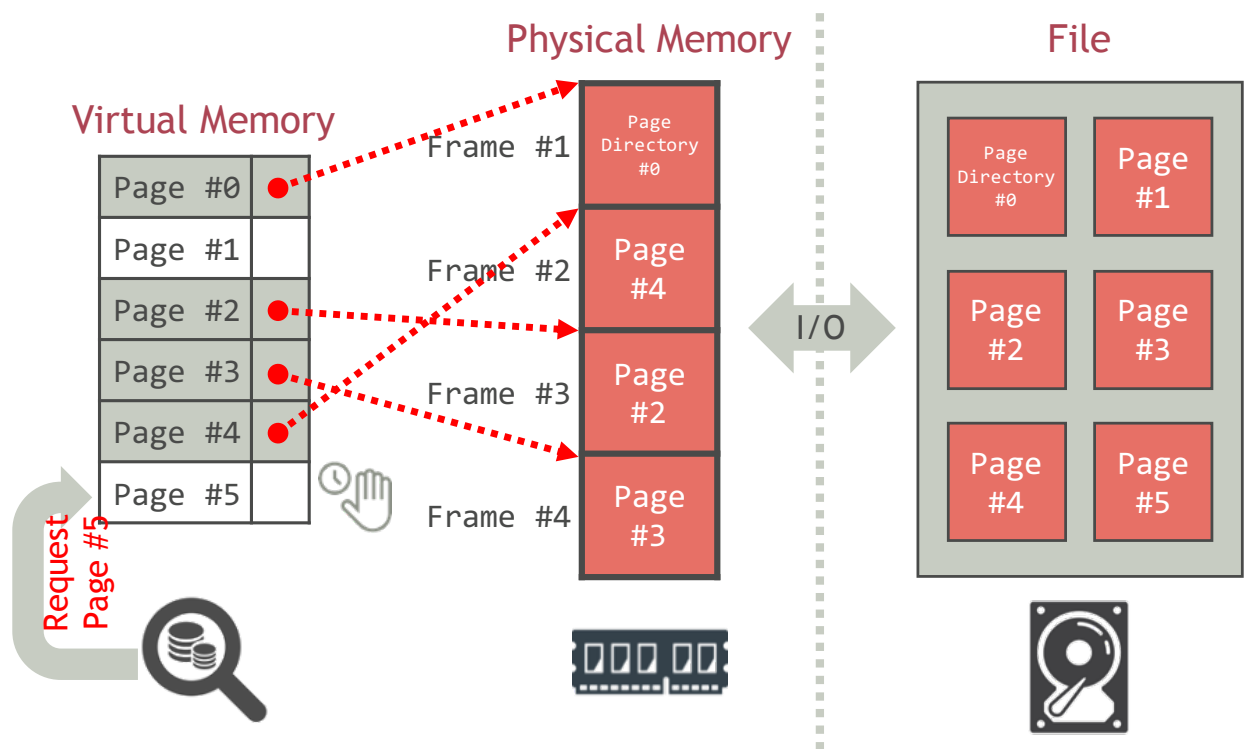 Physical Memory
File
Virtual Memory
Page #0
Page #1
Page #2
Page #3
Page #4
Page #5
Request
Page #5
Frame #1
Frame #2
Frame #3
Frame #4
Page
Directory
#0
Page
#4
Page
#2
Page
#3
I/O
Page
Directory
#0
Page
#1
Page
#2
Page
#3
Page
#4
Page
#5